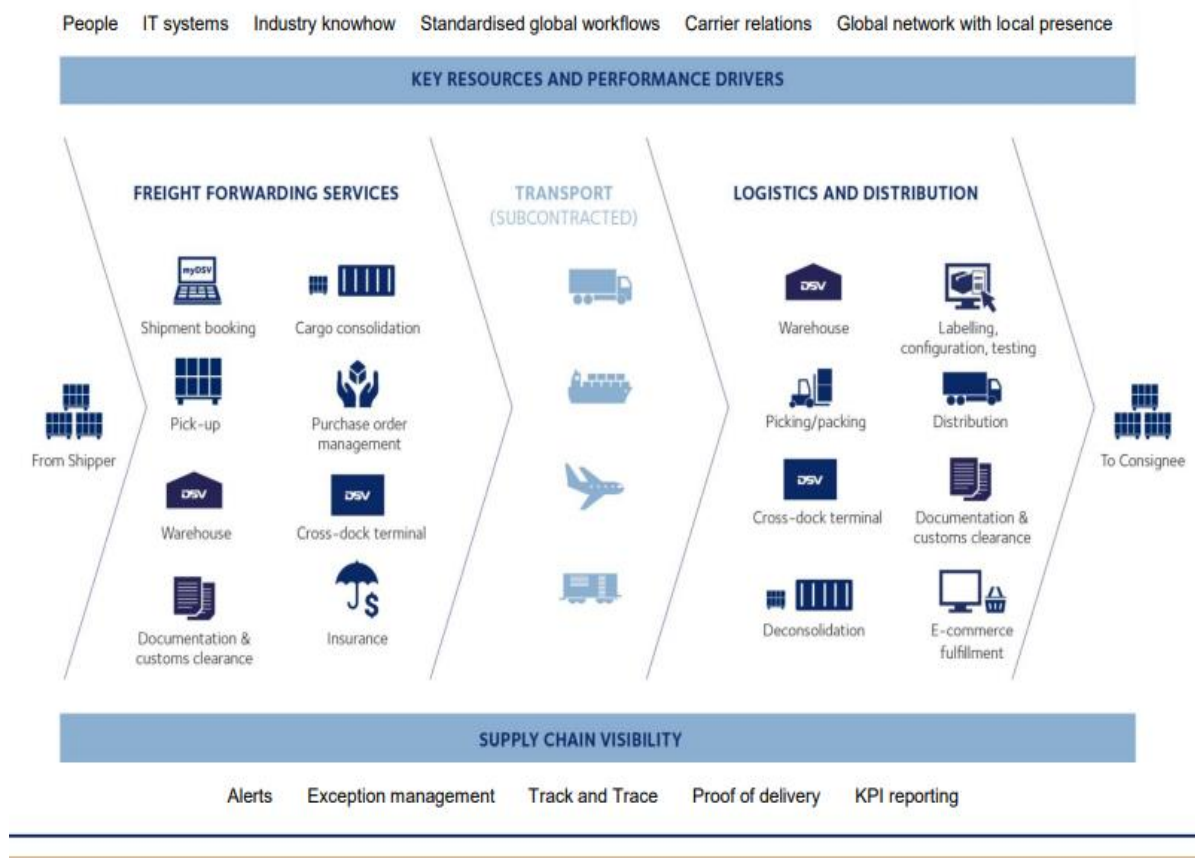 People IT systems Industry knowhow Standardised global workflows Carrier relations Global network with local presence
KEY RESOURCES AND PERFORMANCE DRIVERS
FREIGHT FORWARDING SERVICES
myDSV
Shipment booking
Cargo consolidation
Pick-up
Purchase order
management
DSV
Warehouse
DSV
Cross-dock terminal
Documentation &
customs clearance
$
Insurance
From Shipper
TRANSPORT
(SUBCONTRACTED)
LOGISTICS AND DISTRIBUTION
DSV
Warehouse
Labelling,
configuration, testing
Picking/packing
Distribution
DSV
Cross-dock terminal
Documentation &
customs clearance
Deconsolidation
E-commerce
fulfillment
To Consignee
SUPPLY CHAIN VISIBILITY
Alerts Exception management Track and Trace Proof of delivery KPI reporting